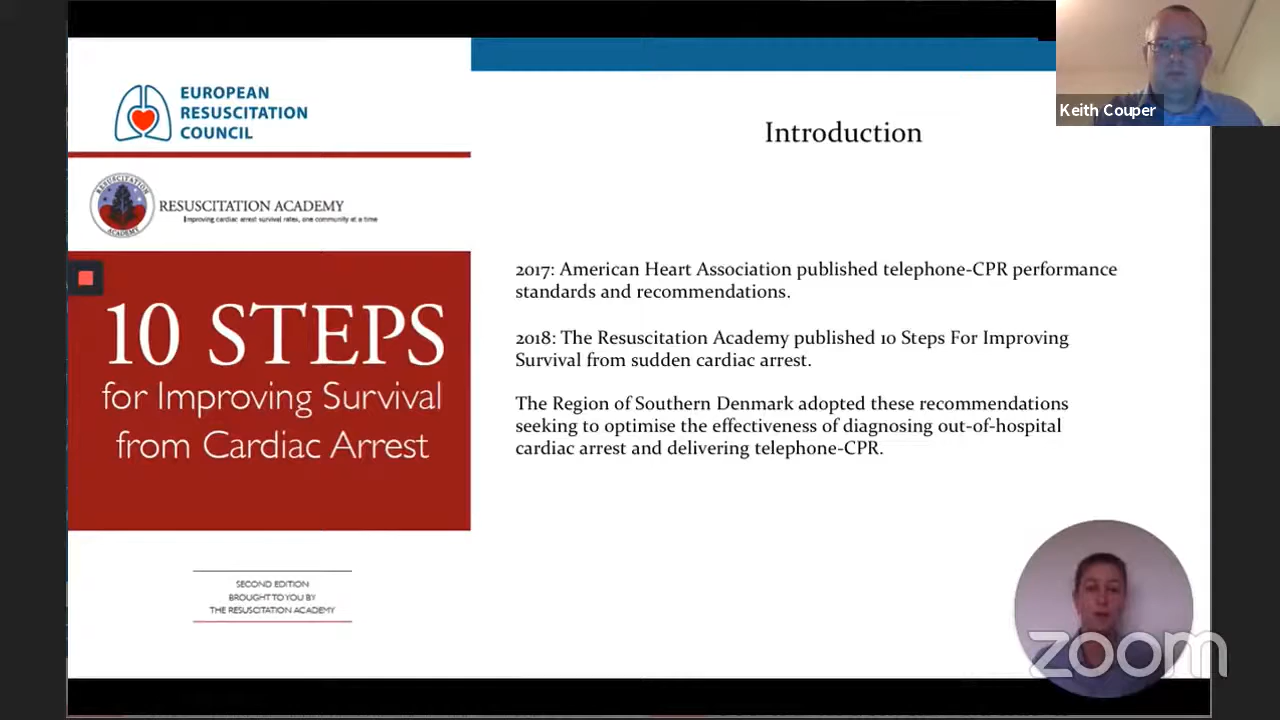 EUROPEAN
RESUSCITATION
COUNCIL
RESUSCITATION
ACADEMY
RESUSCITATION ACADEMY
Improving cardiac arrest survival rates, one community at a time
10 STEPS
for Improving Survival
from Cardiac Arrest
SECOND EDITION
BROUGHT TO YOU BY
THE RESUSCITATION ACADEMY
Introduction
2017: American Heart Association published telephone-CPR performance
standards and recommendations.
2018: The Resuscitation Academy published 10 Steps For Improving
Survival from sudden cardiac arrest.
The Region of Southern Denmark adopted these recommendations
seeking to optimise the effectiveness of diagnosing out-of-hospital
cardiac arrest and delivering telephone-CPR.
Keith Couper
zoom